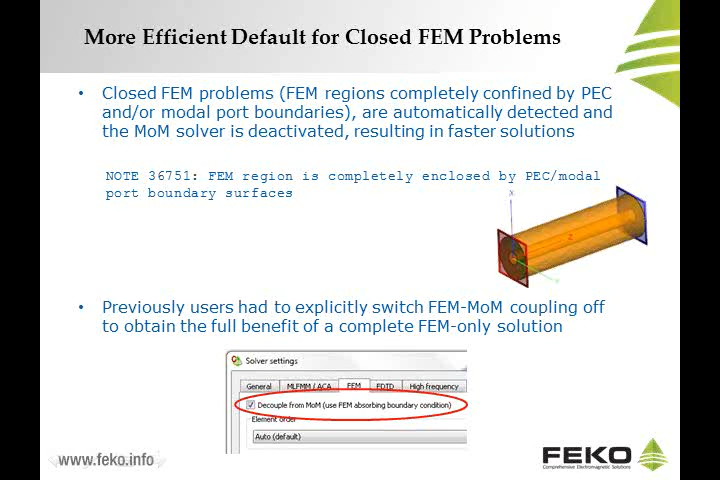 More Efficient Default for Closed FEM Problems
• Closed FEM problems (FEM regions completely confined by PEC
and/or modal port boundaries), are automatically detected and
the MoM solver is deactivated, resulting in faster solutions
NOTE 36751: FEM region is completely enclosed by PEC/modal
port boundary surfaces
X
Z
• Previously users had to explicitly switch FEM-MoM coupling off
to obtain the full benefit of a complete FEM-only solution
Solver settings
General MLFMM / ACA FEM FDTD High frequency
Decouple from MoM (use FEM absorbing boundary condition)
Element order
Auto (default)
www.feko.info
FEKO
Comprehensive Electromagnetic Solutions